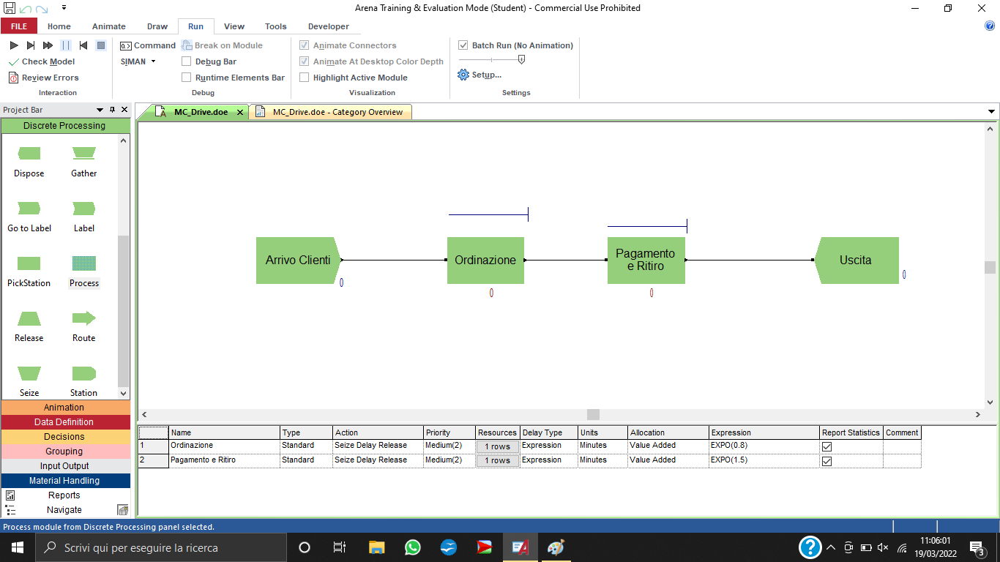 Arena Training & Evaluation Mode (Student) - Commercial Use Prohibited
FILE Home Animate Draw Run View Tools Developer
Command Break on Module Animate Connectors Batch Run (No Animation)
Check Model SIMAN Debug Bar Animate At Desktop Color Depth
Review Errors Runtime Elements Bar Highlight Active Module Setup...
Interaction Debug Visualization Settings
Project Bar
MC_Drive.doe MC_Drive.doe - Category Overview
Discrete Processing
Dispose Gather
Go to Label Label
PickStation Process
Release Route
Seize Station
Animation
Data Definition
Decisions
Grouping
Input Output
Material Handling
Reports
Navigate
Arrivo Clienti
0
Ordinazione
0
Pagamento
e Ritiro
0
Uscita
0
Name Type Action Priority Resources Delay Type Units Allocation Expression Report Statistics Comment
1 Ordinazione Standard Seize Delay Release Medium(2) 1 rows Expression Minutes Value Added EXPO(0.8)
2 Pagamento e Ritiro Standard Seize Delay Release Medium(2) 1 rows Expression Minutes Value Added EXPO(1.5)
Process module from Discrete Processing panel selected.
Scrivi qui per eseguire la ricerca
11:06:01
19/03/2022
3